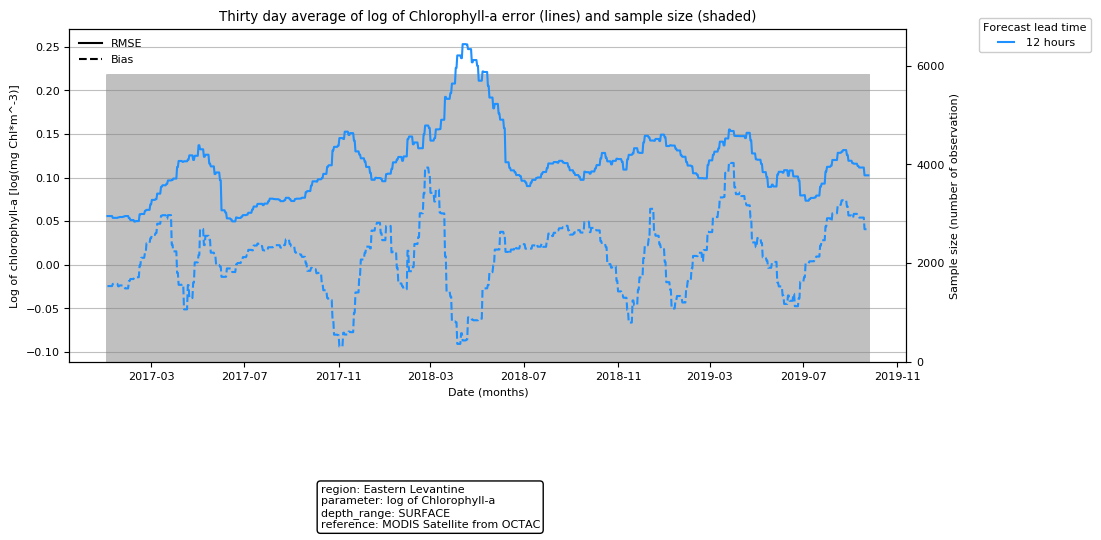 Thirty day average of log of Chlorophyll-a error (lines) and sample size (shaded)
Forecast lead time
12 hours
RMSE
Bias
0.25
0.20
0.15
0.10
0.05
0.00
−0.05
−0.10
Log of chlorophyll-a [log(mg Chl*m^-3)]
6000
4000
2000
0
Sample size (number of observation)
2017-03
2017-07
2017-11
2018-03
2018-07
2018-11
2019-03
2019-07
2019-11
Date (months)
region: Eastern Levantine
parameter: log of Chlorophyll-a
depth_range: SURFACE
reference: MODIS Satellite from OCTAC